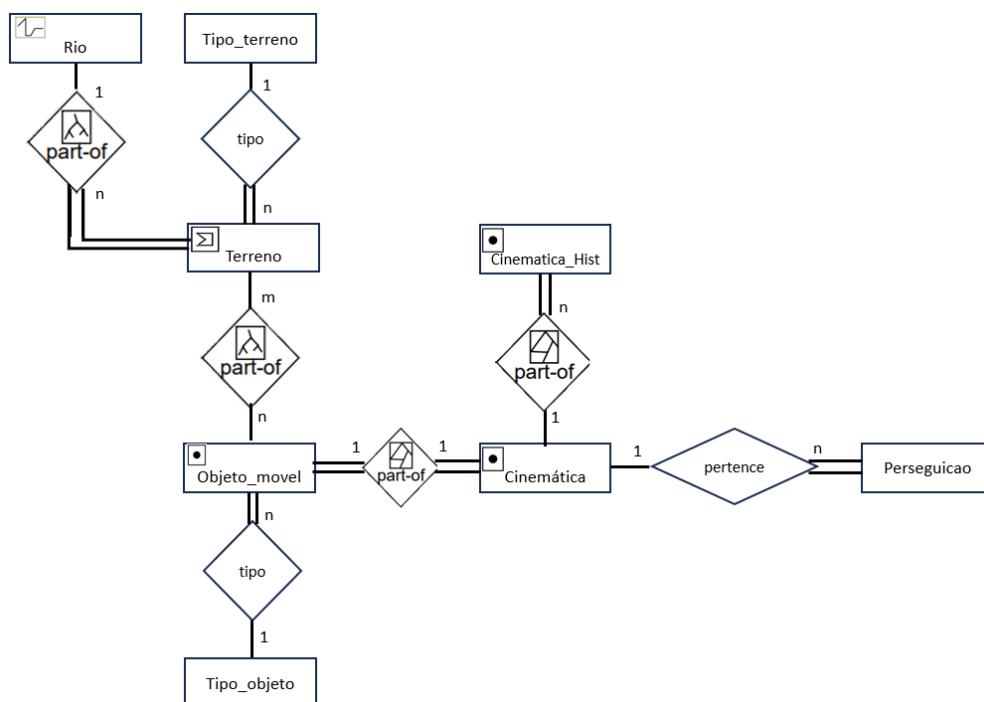 Rio
Tipo_terreno
1
1
part-of
tipo
n
n
Terreno
Cinematica_Hist
m
n
part-of
part-of
n
1
Objeto_movel
1
part-of
1
Cinemática
1
pertence
n
Perseguicao
n
tipo
1
Tipo_objeto